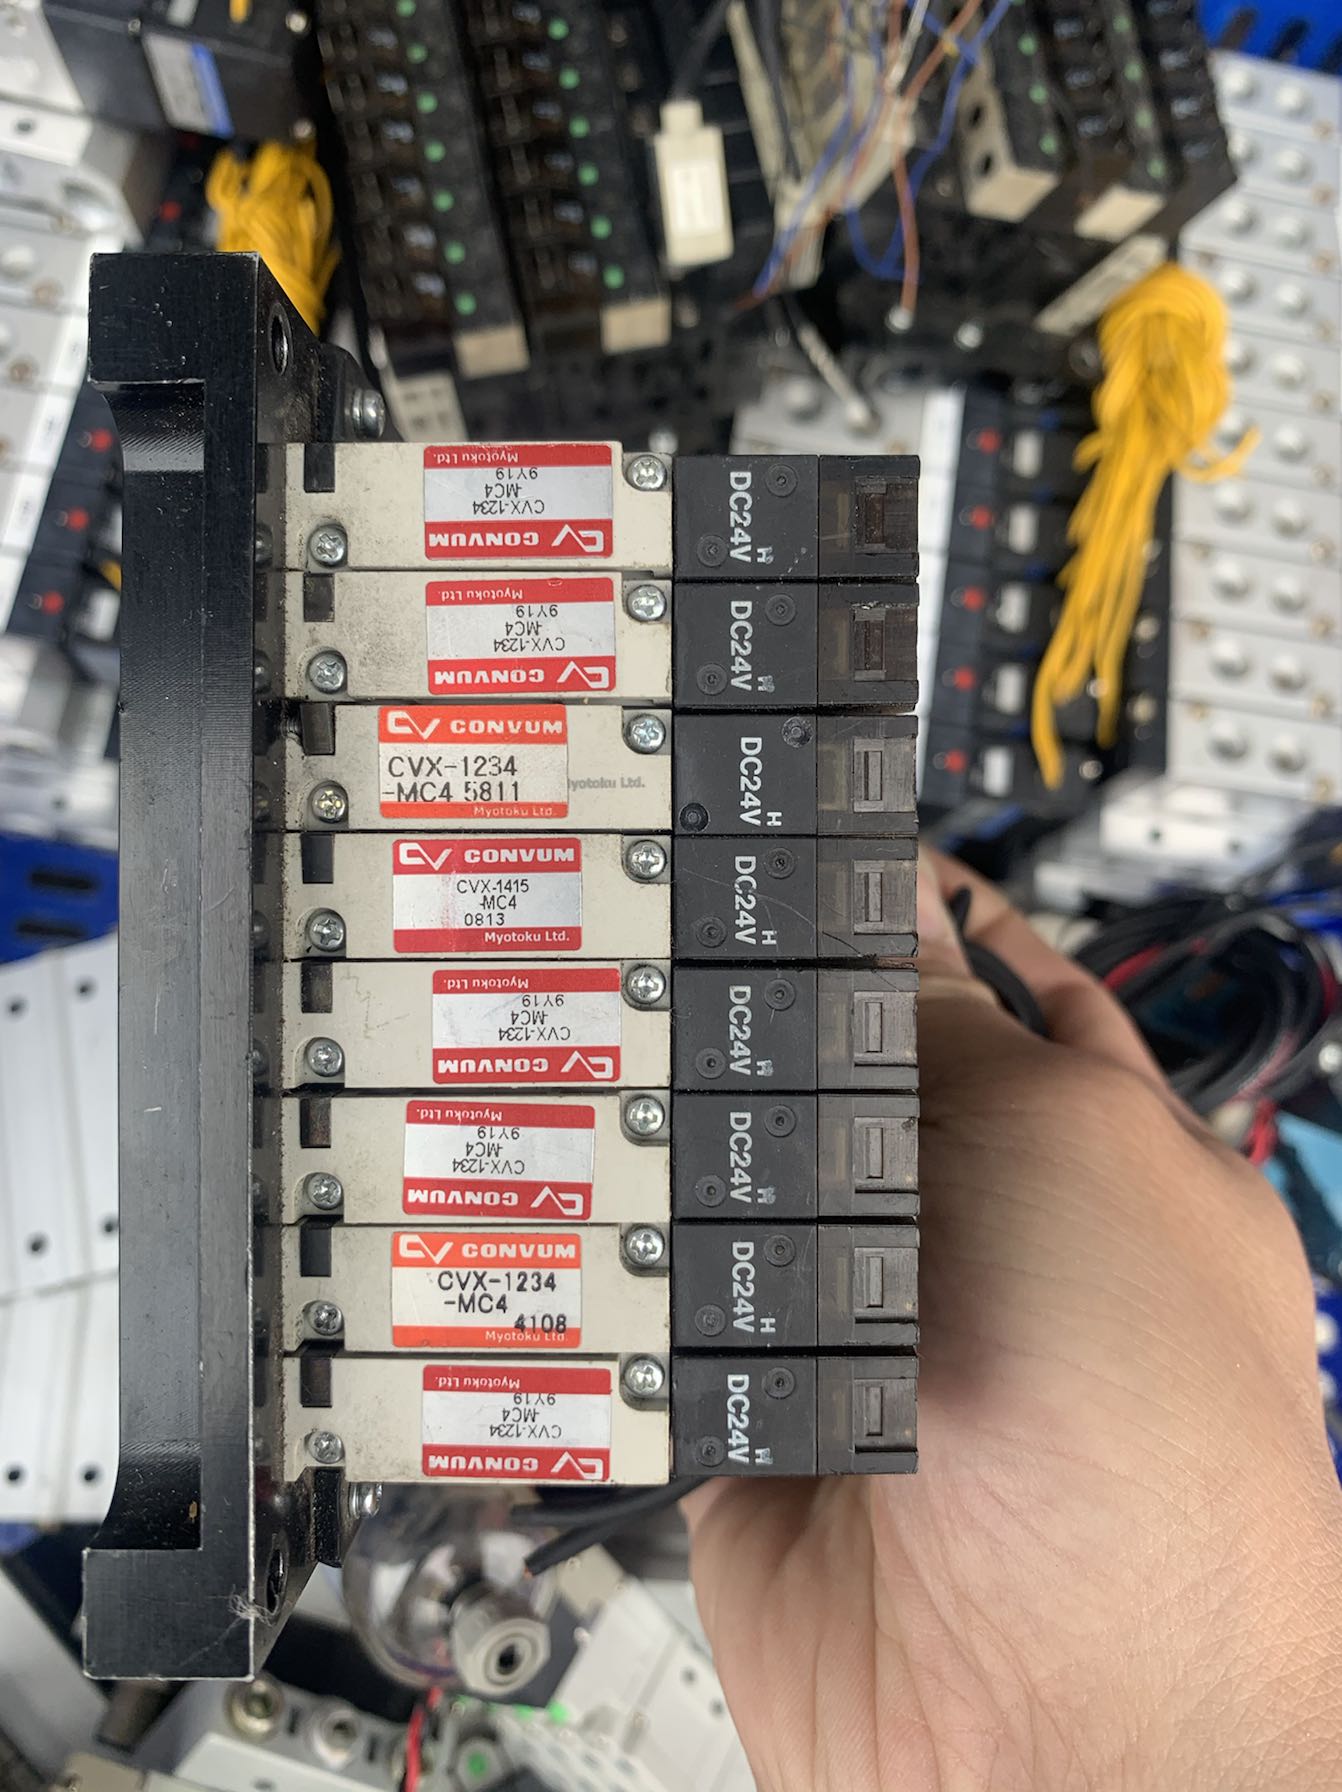 Myotoku Ltd.
9Y19
-MC4
CVX-1234
CONVUM
DC24V
H
Myotoku Ltd.
9Y19
-MC4
CVX-1234
CONVUM
DC24V
H
CONVUM
CVX-1234
-MC4 5811
Myotoku Ltd.
Myotoku Ltd.
DC24V
H
CONVUM
CVX-1415
-MC4
0813
Myotoku Ltd.
DC24V
H
Myotoku Ltd.
9Y19
-MC4
CVX-1234
CONVUM
DC24V
H
Myotoku Ltd.
9Y19
-MC4
CVX-1234
CONVUM
DC24V
H
CONVUM
CVX-1234
-MC4
4108
Myotoku Ltd.
DC24V
H
Myotoku Ltd.
9Y19
-MC4
CVX-1234
CONVUM
DC24V
H